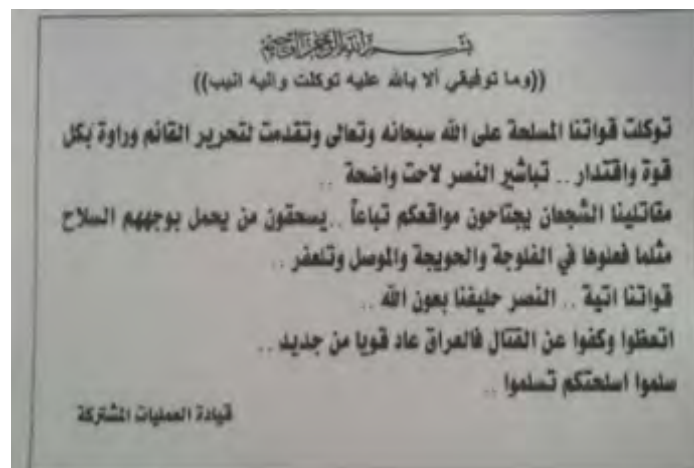 بسم الله الرحمن الرحيم
((وما توفيقي ألا بالله عليه توكلت واليه انيب))
توكلت قواتنا المسلحة على الله سبحانه وتعالى وتقدمت لتحرير القائم وراوة بكل
قوة واقتدار .. تباشير النصر لاحت واضحة ..
مقاتلينا الشجعان يجتاحون مواقعكم تباعاً ..يسحقون من يحمل بوجههم السلاح
مثلما فعلوها في الفلوجة والحويجة والموصل وتلعفر ..
قواتنا اتية .. النصر حليفنا بعون الله ..
اتعظوا وكفوا عن القتال فالعراق عاد قويا من جديد ..
سلموا اسلحتكم تسلموا ..
قيادة العمليات المشتركة